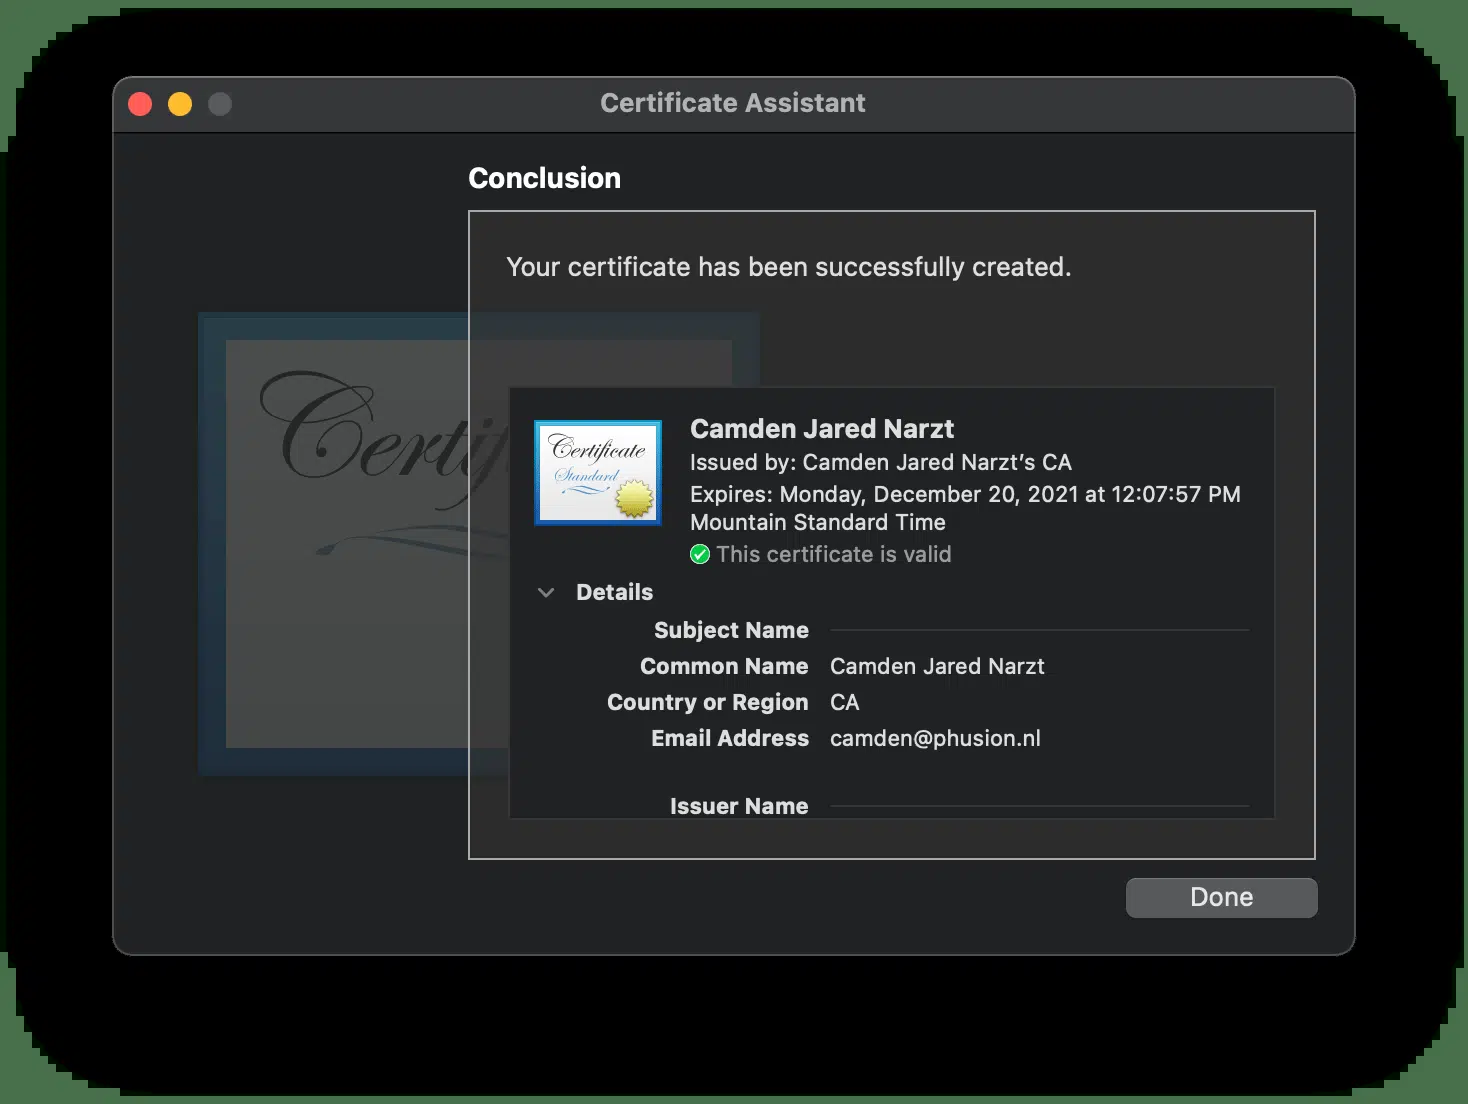 Certificate Assistant
Conclusion
Your certificate has been successfully created.
Certif
Certificate
Standard
Camden Jared Narzt
Issued by: Camden Jared Narzt’s CA
Expires: Monday, December 20, 2021 at 12:07:57 PM
Mountain Standard Time
This certificate is valid
Details
Subject Name
Common Name Camden Jared Narzt
Country or Region CA
Email Address camden@phusion.nl
Issuer Name
Done